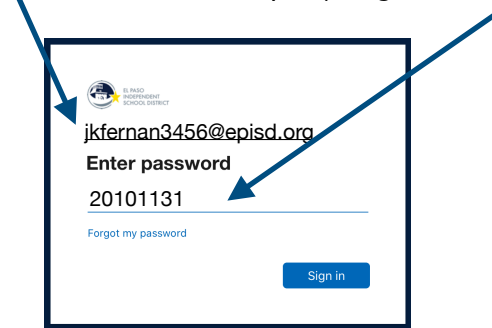 EL PASO
INDEPENDENT
SCHOOL DISTRICT
jkfernan3456@episd.org
Enter password
20101131
Forgot my password
Sign in